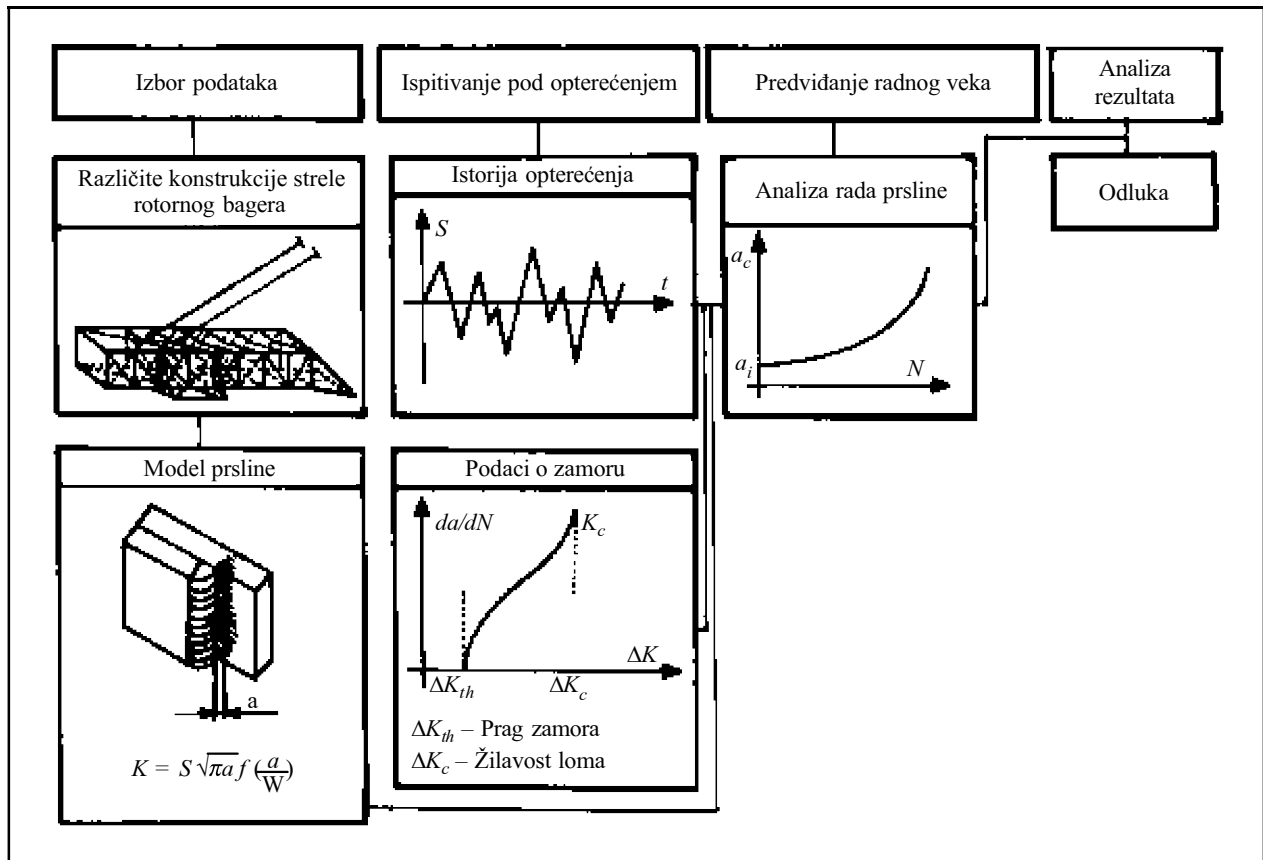 Izbor podataka
Ispitivanje pod opterećenjem
Predviđanje radnog veka
Analiza
rezultata
Različite konstrukcije strele
rotornog bagera
Istorija opterećenja
S
t
Analiza rada prsline
a_c
a_i
N
Odluka
Model prsline
a
K = S√πa f (a/W)
Podaci o zamoru
da/dN
K_c
ΔK
ΔK_th
ΔK_c
ΔK_th – Prag zamora
ΔK_c – Žilavost loma